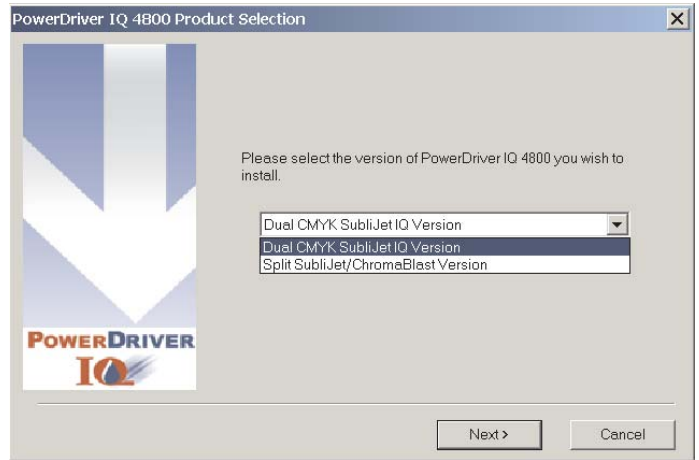 PowerDriver IQ 4800 Product Selection
Please select the version of PowerDriver IQ 4800 you wish to
install.
Dual CMYK SubliJet IQ Version
Dual CMYK SubliJet IQ Version
Split SubliJet/ChromaBlast Version
POWERDRIVER
IQ
Next >
Cancel